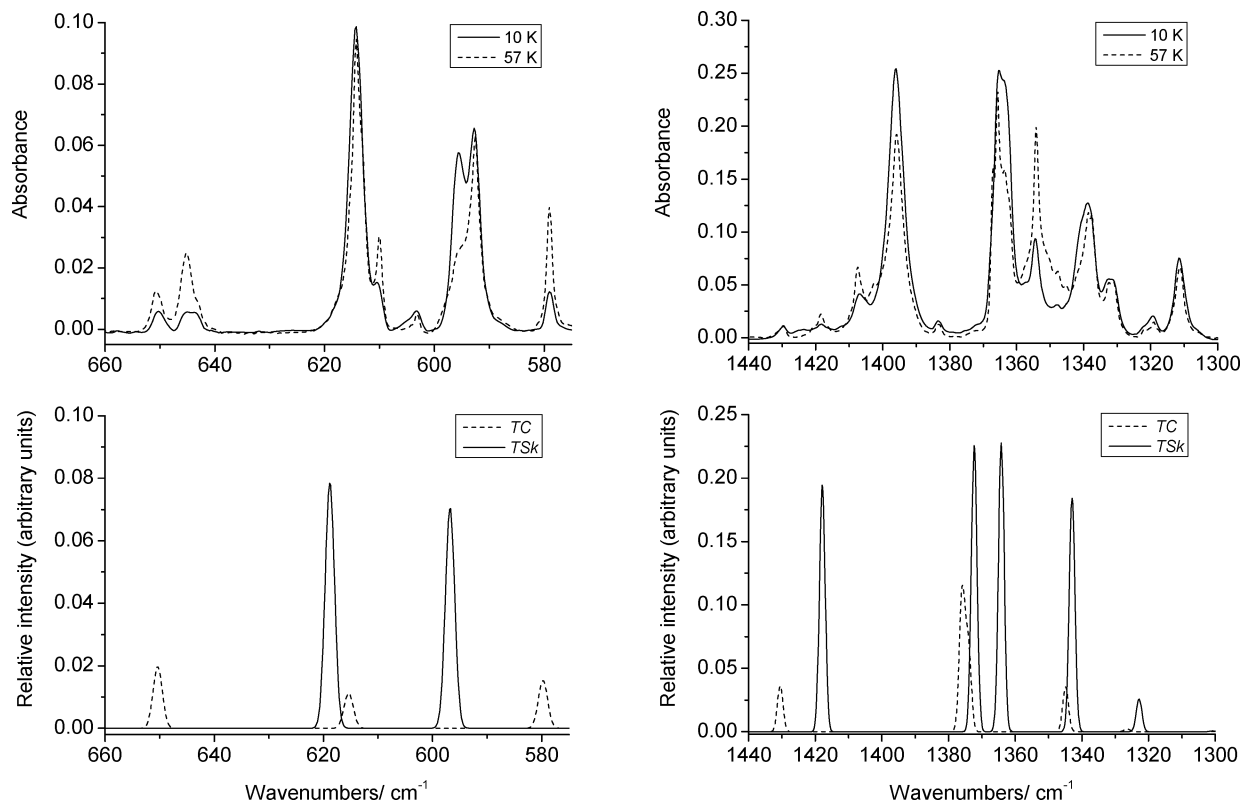 0.10
0.08
0.06
0.04
0.02
0.00
Absorbance
10 K
57 K
660 640 620 600 580
0.30
0.25
0.20
0.15
0.10
0.05
0.00
Absorbance
10 K
57 K
1440 1420 1400 1380 1360 1340 1320 1300
0.10
0.08
0.06
0.04
0.02
0.00
Relative intensity (arbitrary units)
TC
TSk
660 640 620 600 580
Wavenumbers/ cm-1
0.25
0.20
0.15
0.10
0.05
0.00
Relative intensity (arbitrary units)
TC
TSk
1440 1420 1400 1380 1360 1340 1320 1300
Wavenumbers/ cm-1